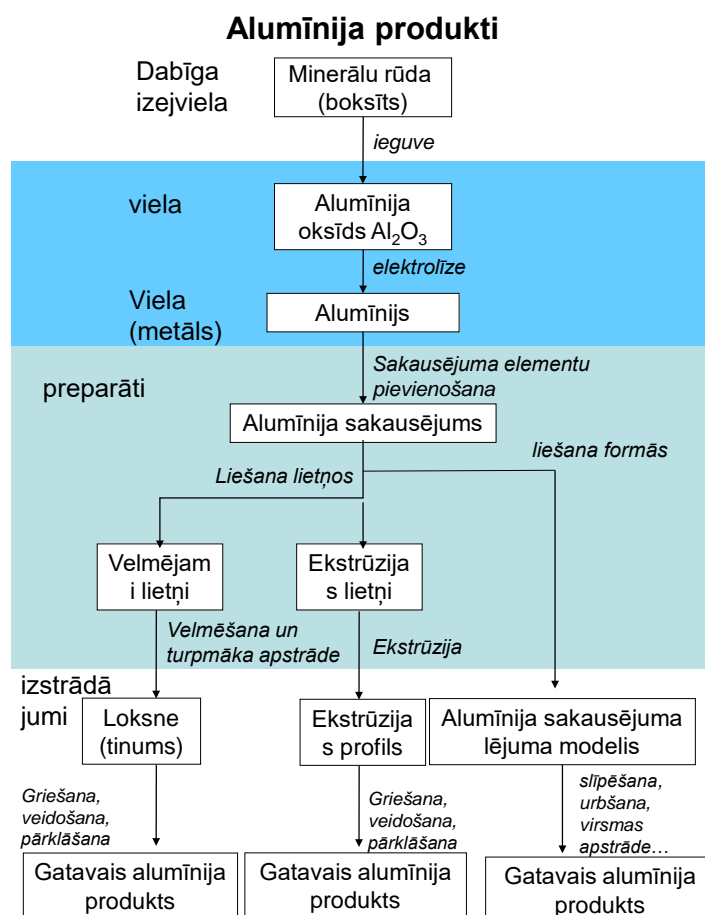 Alumīnija produkti
Dabīga
izejviela
Minerālu rūda
(boksīts)
ieguve
viela
Alumīnija
oksīds Al₂O₃
elektrolīze
Viela
(metāls)
Alumīnijs
Sakausējuma elementu
pievienošana
preparāti
Alumīnija sakausējums
liešana formās
Liešana lietņos
Velmējam
i lietņi
Ekstrūzija
s lietņi
Velmēšana un
turpmāka apstrāde
Ekstrūzija
izstrādā
jumi
Loksne
(tinums)
Ekstrūzija
s profils
Alumīnija sakausējuma
lējuma modelis
Griešana,
veidošana,
pārklāšana
Griešana,
veidošana,
pārklāšana
slīpēšana,
urbšana,
virsmas
apstrāde…
Gatavais alumīnija
produkts
Gatavais alumīnija
produkts
Gatavais alumīnija
produkts